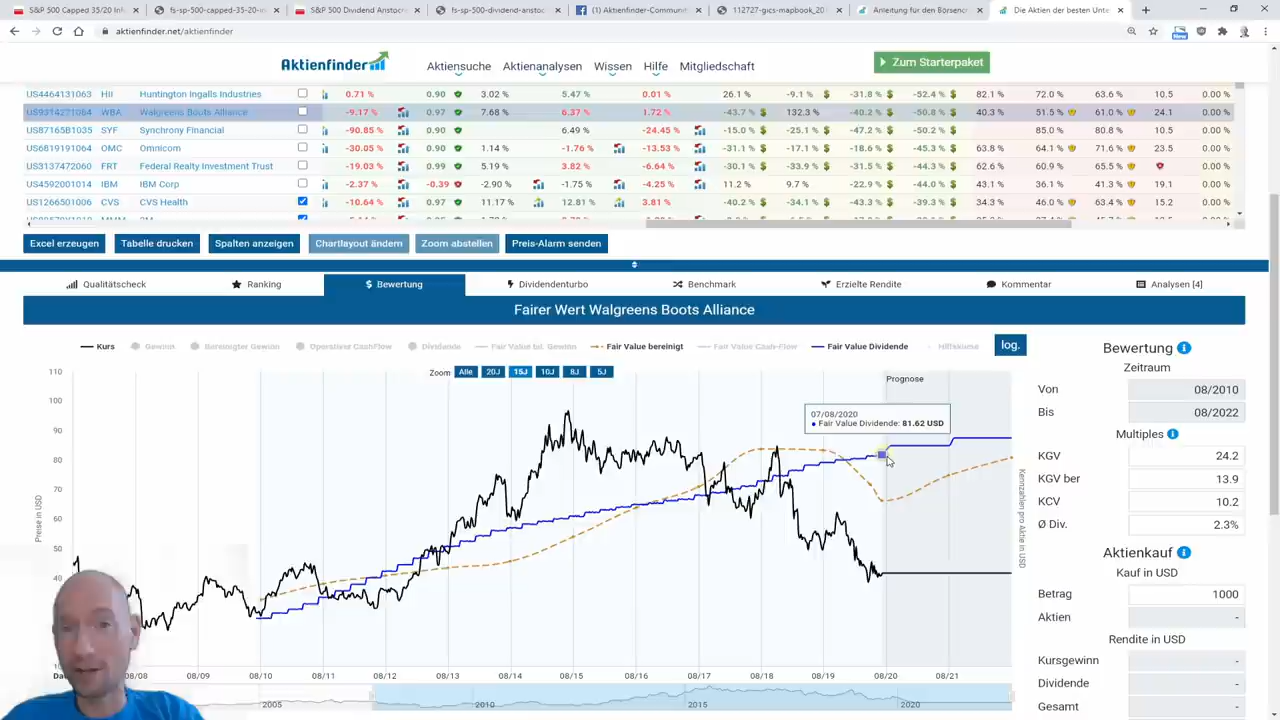 S&P 500 Capped 35/20 Inf
fs-sp-500-capped-35-20-in
S&P 500 Dividend Aristocr
fs-sp-500-dividend-aristoc
(1) Aktienfinder-Commun
112727-gics-mapbook_20
Anleitung für den Börsenc
Die Aktien der besten Unte
aktienfinder.net/aktienfinder
Aktienfinder
Aktiensuche
Aktienanalysen
Wissen
Hilfe
Mitgliedschaft
Zum Starterpaket
US4464131063 HII Huntington Ingalls Industries 0.71 % 0.90 3.02 % 5.47 % 0.01 % 26.1 % -9.1 % -31.8 % -52.4 % 82.1 % 72.0 % 63.6 % 10.5 0.00 %
US9314271084 WBA Walgreens Boots Alliance -9.17 % 0.97 7.68 % 6.37 % 1.72 % -43.7 % 132.3 % -40.2 % -50.8 % 40.3 % 51.5 % 61.0 % 24.1 0.00 %
US87165B1035 SYF Synchrony Financial -90.85 % 0.95 6.49 % -24.45 % -15.0 % -25.1 % -47.2 % -50.2 % 85.0 % 80.8 % 10.5 0.00 %
US6819191064 OMC Omnicom -30.05 % 0.90 1.14 % -1.76 % -13.53 % -31.1 % -17.1 % -18.6 % -45.3 % 63.8 % 64.1 % 71.6 % 23.5 0.00 %
US3137472060 FRT Federal Realty Investment Trust -19.03 % 0.99 5.19 % 3.82 % -6.64 % -30.1 % -33.9 % -31.5 % -44.3 % 62.6 % 60.9 % 65.5 % 0.00 %
US4592001014 IBM IBM Corp -2.37 % -0.39 -2.90 % -1.75 % -4.25 % 11.2 % 9.7 % -22.9 % -44.0 % 43.1 % 36.1 % 41.3 % 19.1 0.00 %
US1266501006 CVS CVS Health -10.64 % 0.97 11.17 % 12.81 % 3.81 % -40.2 % -34.1 % -43.3 % -39.3 % 34.3 % 46.0 % 63.4 % 15.2 0.00 %
Excel erzeugen
Tabelle drucken
Spalten anzeigen
Chartlayout ändern
Zoom abstellen
Preis-Alarm senden
Qualitätscheck
Ranking
Bewertung
Dividendenturbo
Benchmark
Erzielte Rendite
Kommentar
Analysen [4]
Fairer Wert Walgreens Boots Alliance
Kurs
Gewinn
Bereinigter Gewinn
Operativer CashFlow
Dividende
Fair Value bil. Gewinn
Fair Value bereinigt
Fair Value Cash-Flow
Fair Value Dividende
Hilfskurse
log.
Zoom Alle 20J 15J 10J 8J 5J
Prognose
07/08/2020
Fair Value Dividende: 81.62 USD
110
100
90
80
70
60
50
40
Preise in USD
Kennzahlen pro Aktie in USD
08/08 08/09 08/10 08/11 08/12 08/13 08/14 08/15 08/16 08/17 08/18 08/19 08/20 08/21
2005 2010 2015 2020
Bewertung
Zeitraum
Von 08/2010
Bis 08/2022
Multiples
KGV 24.2
KGV ber 13.9
KCV 10.2
Ø Div. 2.3%
Aktienkauf
Kauf in USD
Betrag 1000
Aktien -
Rendite in USD
Kursgewinn -
Dividende -
Gesamt -